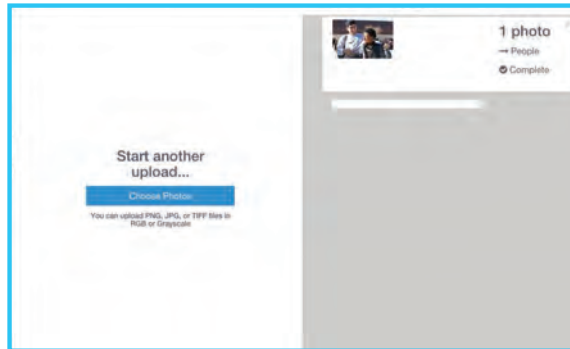 Start another
upload...
Choose Photos
You can upload PNG, JPG, or TIFF files in
RGB or Grayscale
1 photo
→ People
Complete